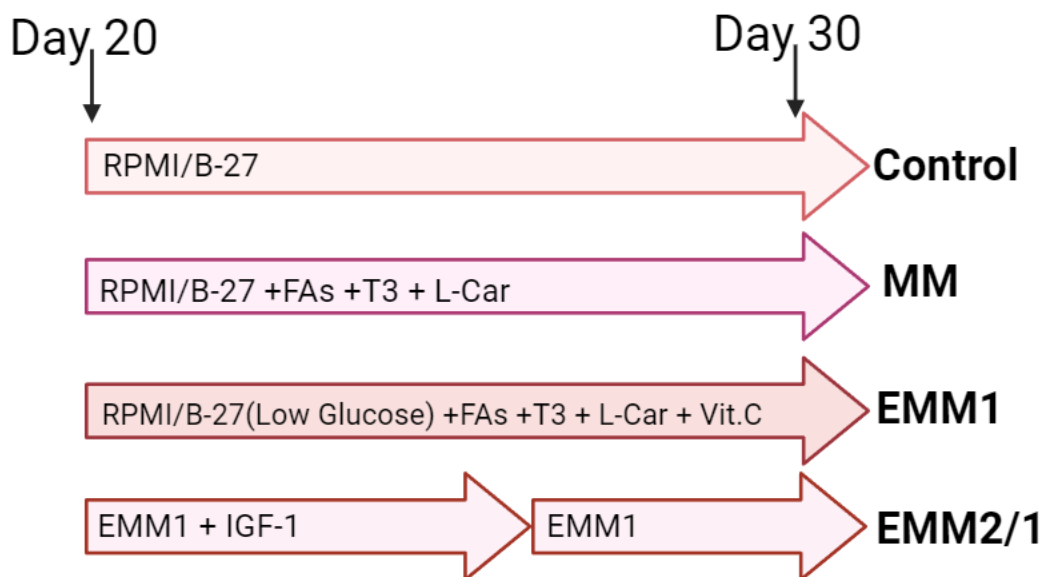 Day 20
Day 30
RPMI/B-27
Control
RPMI/B-27 +FAs +T3 + L-Car
MM
RPMI/B-27(Low Glucose) +FAs +T3 + L-Car + Vit.C
EMM1
EMM1 + IGF-1
EMM1
EMM2/1